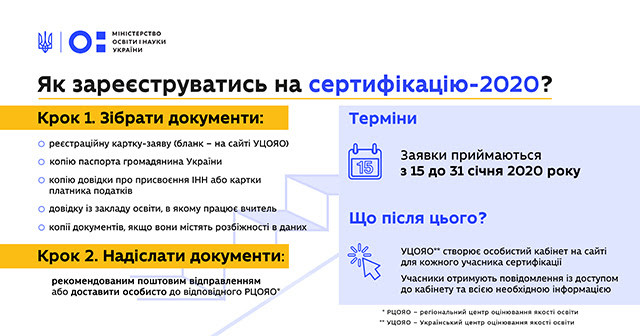 МІНІСТЕРСТВО
ОСВІТИ І НАУКИ
УКРАЇНИ
Як зареєструватись на сертифікацію-2020?
Крок 1. Зібрати документи:
реєстраційну картку-заяву (бланк – на сайті УЦОЯО)
копію паспорта громадянина України
копію довідки про присвоєння ІНН або картки
платника податків
довідку із закладу освіти, в якому працює вчитель
копії документів, якщо вони містять розбіжності в даних
Крок 2. Надіслати документи:
рекомендованим поштовим відправленням
або доставити особисто до відповідного РЦОЯО*
Терміни
15
Заявки приймаються
з 15 до 31 січня 2020 року
Що після цього?
УЦОЯО** створює особистий кабінет на сайті
для кожного учасника сертифікації
Учасники отримують повідомлення із доступом
до кабінету та всією необхідною інформацією
* РЦОЯО – регіональний центр оцінювання якості освіти
** УЦОЯО – Український центр оцінювання якості освіти